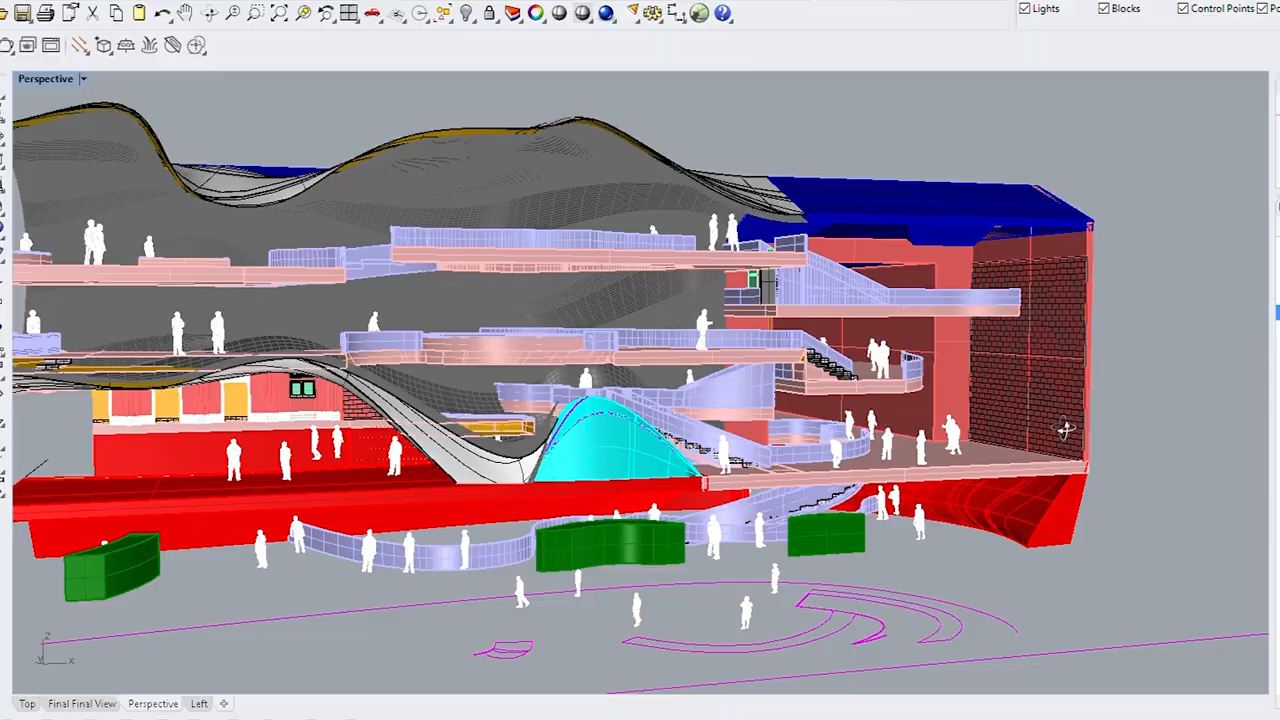 Lights
Blocks
Control Points
Perspective
z
y
x
Top
Final Final View
Perspective
Left